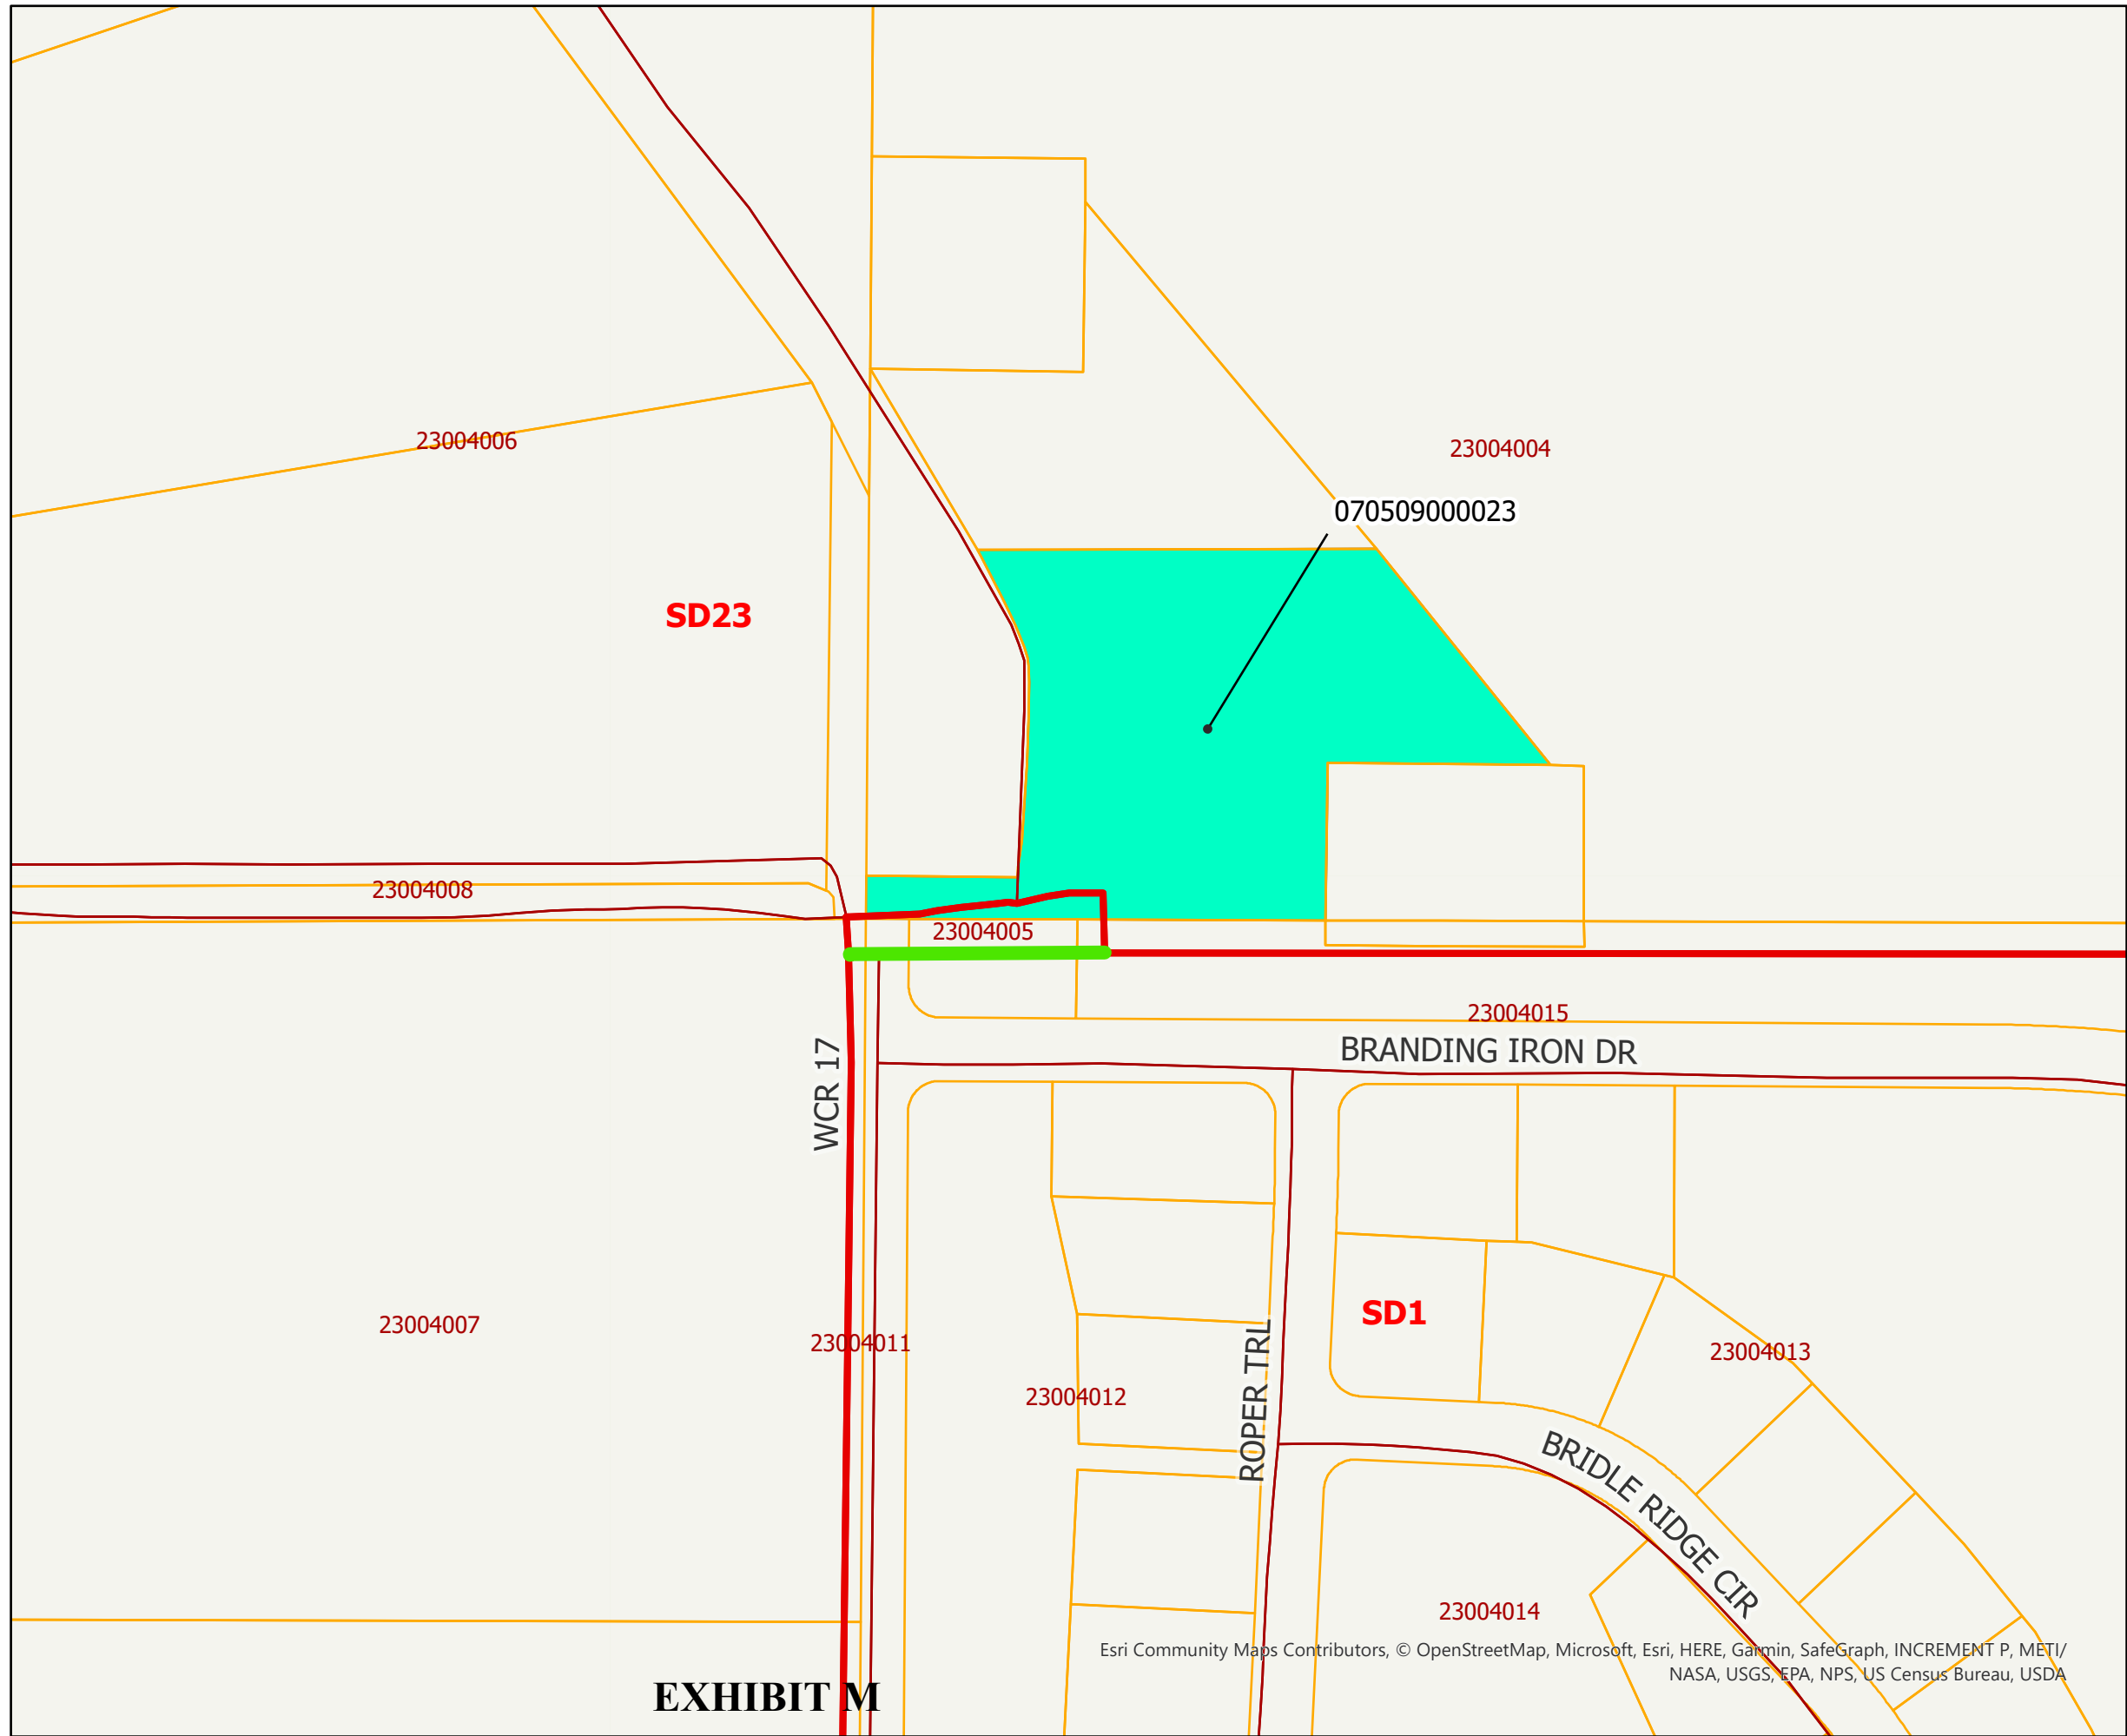 23004006
23004004
070509000023
SD23
23004008
23004005
23004015
BRANDING IRON DR
WCR 17
SD1
23004007
23004011
23004013
23004012
ROPER TRL
BRIDLE RIDGE CIR
23004014
Esri Community Maps Contributors, © OpenStreetMap, Microsoft, Esri, HERE, Garmin, SafeGraph, INCREMENT P, METI/
NASA, USGS, EPA, NPS, US Census Bureau, USDA
EXHIBIT M